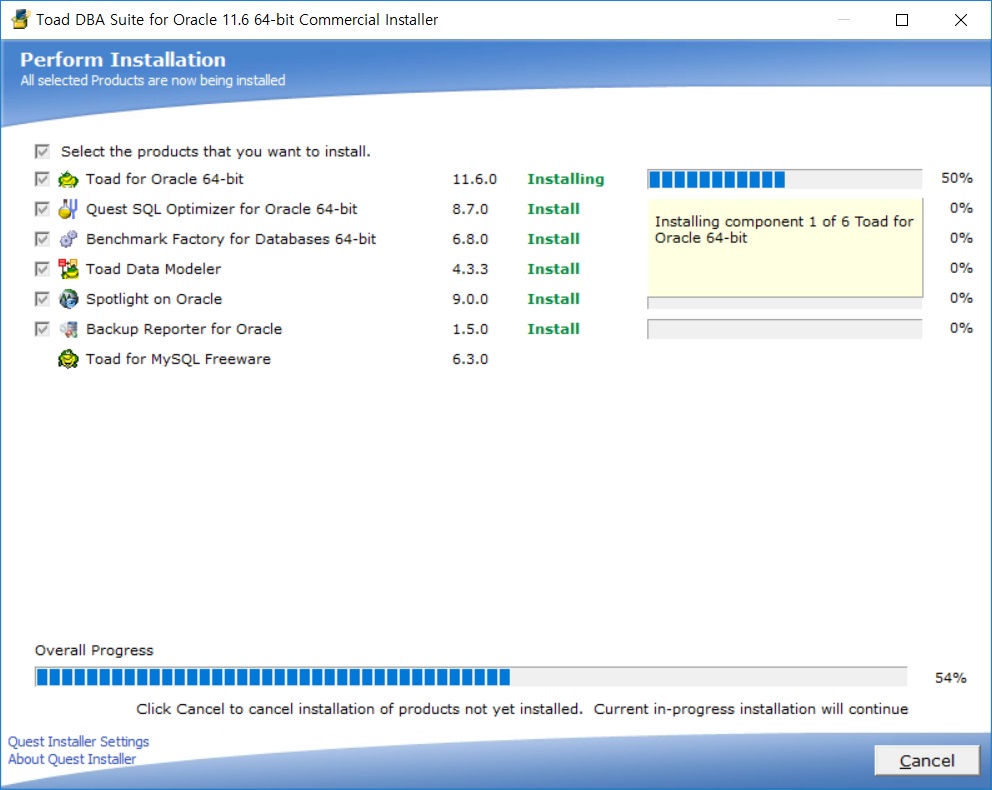 Toad DBA Suite for Oracle 11.6 64-bit Commercial Installer
Perform Installation
All selected Products are now being installed
Select the products that you want to install.
Toad for Oracle 64-bit 11.6.0 Installing 50%
Quest SQL Optimizer for Oracle 64-bit 8.7.0 Install 0%
Installing component 1 of 6 Toad for
Oracle 64-bit
Benchmark Factory for Databases 64-bit 6.8.0 Install 0%
Toad Data Modeler 4.3.3 Install 0%
Spotlight on Oracle 9.0.0 Install 0%
Backup Reporter for Oracle 1.5.0 Install 0%
Toad for MySQL Freeware 6.3.0
Overall Progress
54%
Click Cancel to cancel installation of products not yet installed.  Current in-progress installation will continue
Quest Installer Settings
About Quest Installer
Cancel